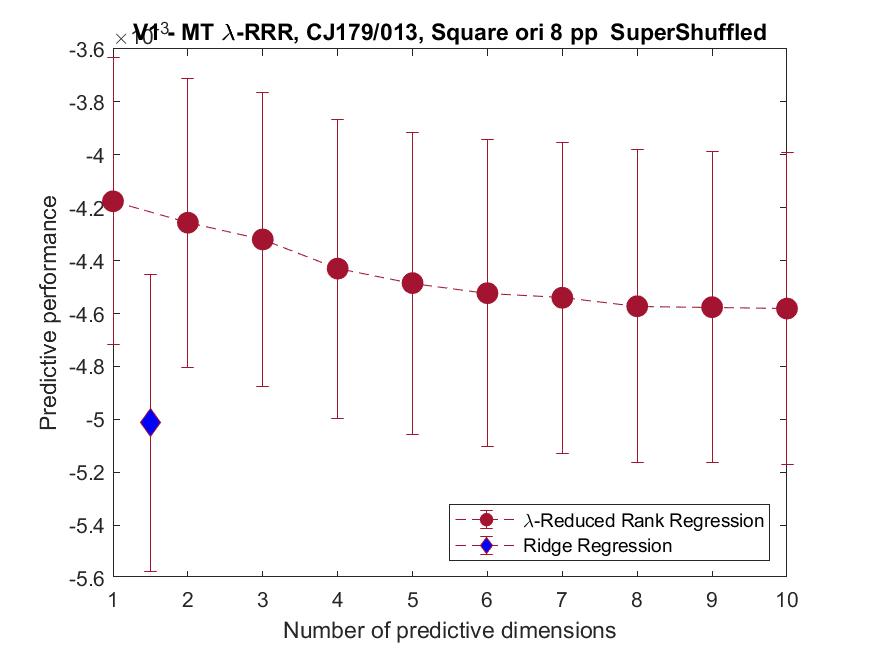 V1 - MT λ-RRR, CJ179/013, Square ori 8 pp SuperShuffled
-3.6
-3.8
-4
-4.2
-4.4
-4.6
-4.8
-5
-5.2
-5.4
-5.6
Predictive performance
λ-Reduced Rank Regression
Ridge Regression
1 2 3 4 5 6 7 8 9 10
Number of predictive dimensions